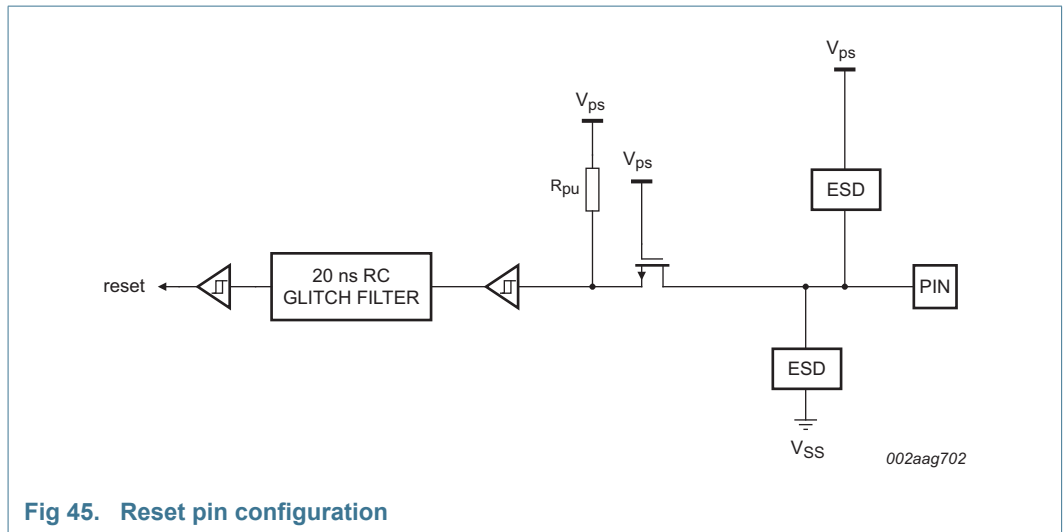 Vps
Vps
Vps
Rpu
ESD
reset
20 ns RC
GLITCH FILTER
PIN
ESD
VSS
002aag702
Fig 45. Reset pin configuration